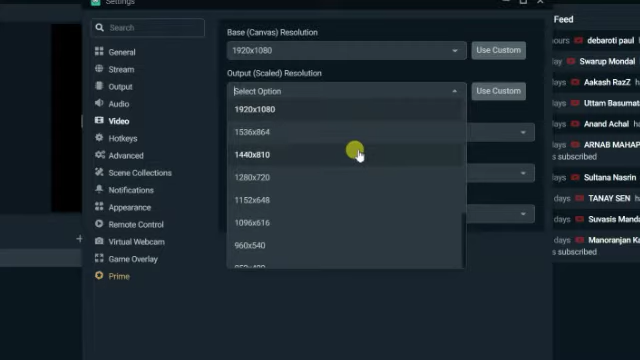 Settings
Search
General
Stream
Output
Audio
Video
Hotkeys
Advanced
Scene Collections
Notifications
Appearance
Remote Control
Virtual Webcam
Game Overlay
Prime
Base (Canvas) Resolution
1920x1080
Use Custom
Output (Scaled) Resolution
Select Option
Use Custom
1920x1080
1536x864
1440x810
1280x720
1152x648
1096x616
960x540
Feed
ours debaroti paul
Swarup Mondal
days Aakash RazZ
days Uttam Basumat
days Anand Achal
days ARNAB MAHAP
s subscribed
Sultana Nasrin
days TANAY SEN ha
days Suvasis Manda
days Manoranjan Ka
s subscribed